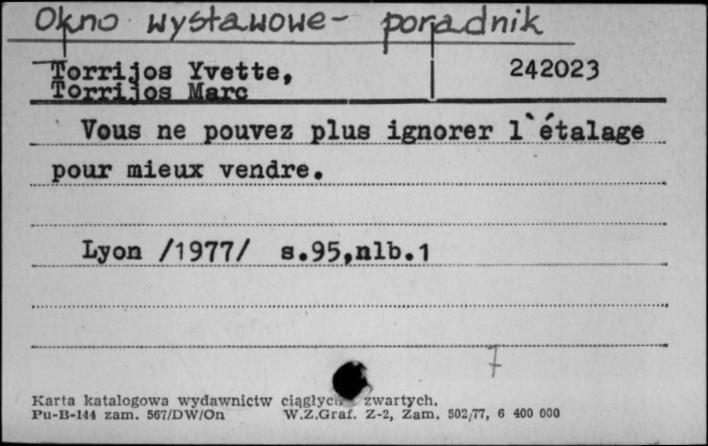 Okno wystawowe - poradnik
Torrijos Yvette, 242023
Torrijos Marc
Vous ne pouvez plus ignorer l`étalage
pour mieux vendre.
Lyon /1977/ s.95,nlb.1
7
Karta katalogowa wydawnictw ciągłyc zwartych.
Pu-B-144 zam. 567/DW/On W.Z.Graf. Z-2, Zam. 502/77, 6 400 000